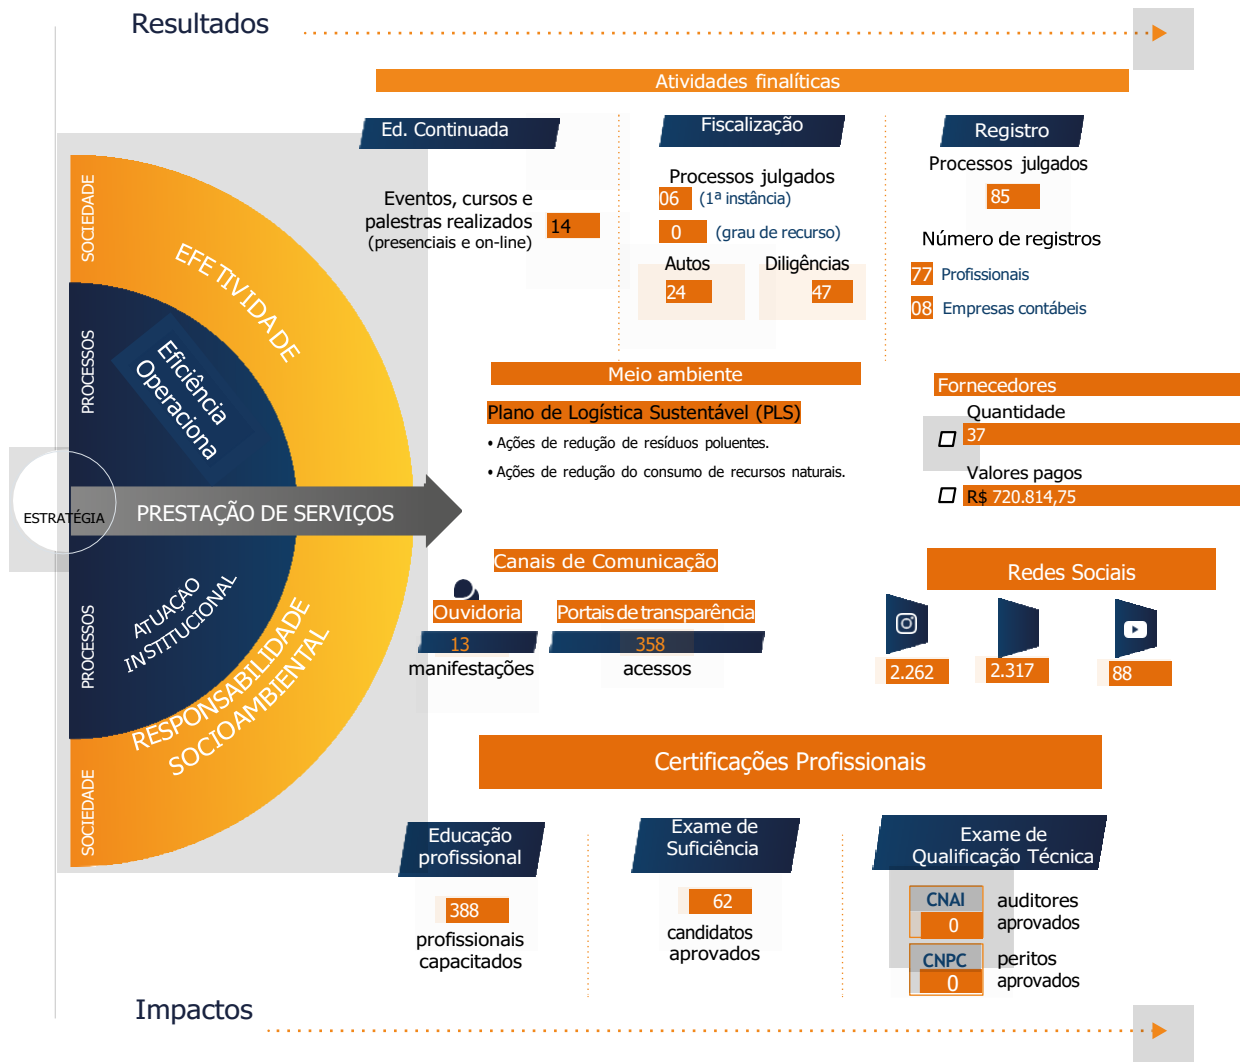 Resultados
Atividades finalíticas
Ed. Continuada
Eventos, cursos e
palestras realizados
(presenciais e on-line)
14
Fiscalização
Processos julgados
06 (1ª instância)
0 (grau de recurso)
Autos
24
Diligências
47
Registro
Processos julgados
85
Número de registros
77 Profissionais
08 Empresas contábeis
SOCIEDADE
EFETIVIDADE
PROCESSOS
Eficiência
Operaciona
ESTRATÉGIA
PRESTAÇÃO DE SERVIÇOS
PROCESSOS
ATUAÇAO
INSTITUCIONAL
RESPONSABILIDADE
SOCIOAMBIENTAL
SOCIEDADE
Meio ambiente
Plano de Logística Sustentável (PLS)
• Ações de redução de resíduos poluentes.
• Ações de redução do consumo de recursos naturais.
Fornecedores
Quantidade
37
Valores pagos
R$ 720.814,75
Canais de Comunicação
Ouvidoria
13
manifestações
Portais de transparência
358
acessos
Redes Sociais
2.262
2.317
88
Certificações Profissionais
Educação
profissional
388
profissionais
capacitados
Exame de
Suficiência
62
candidatos
aprovados
Exame de
Qualificação Técnica
CNAI
0
auditores
aprovados
CNPC
0
peritos
aprovados
Impactos